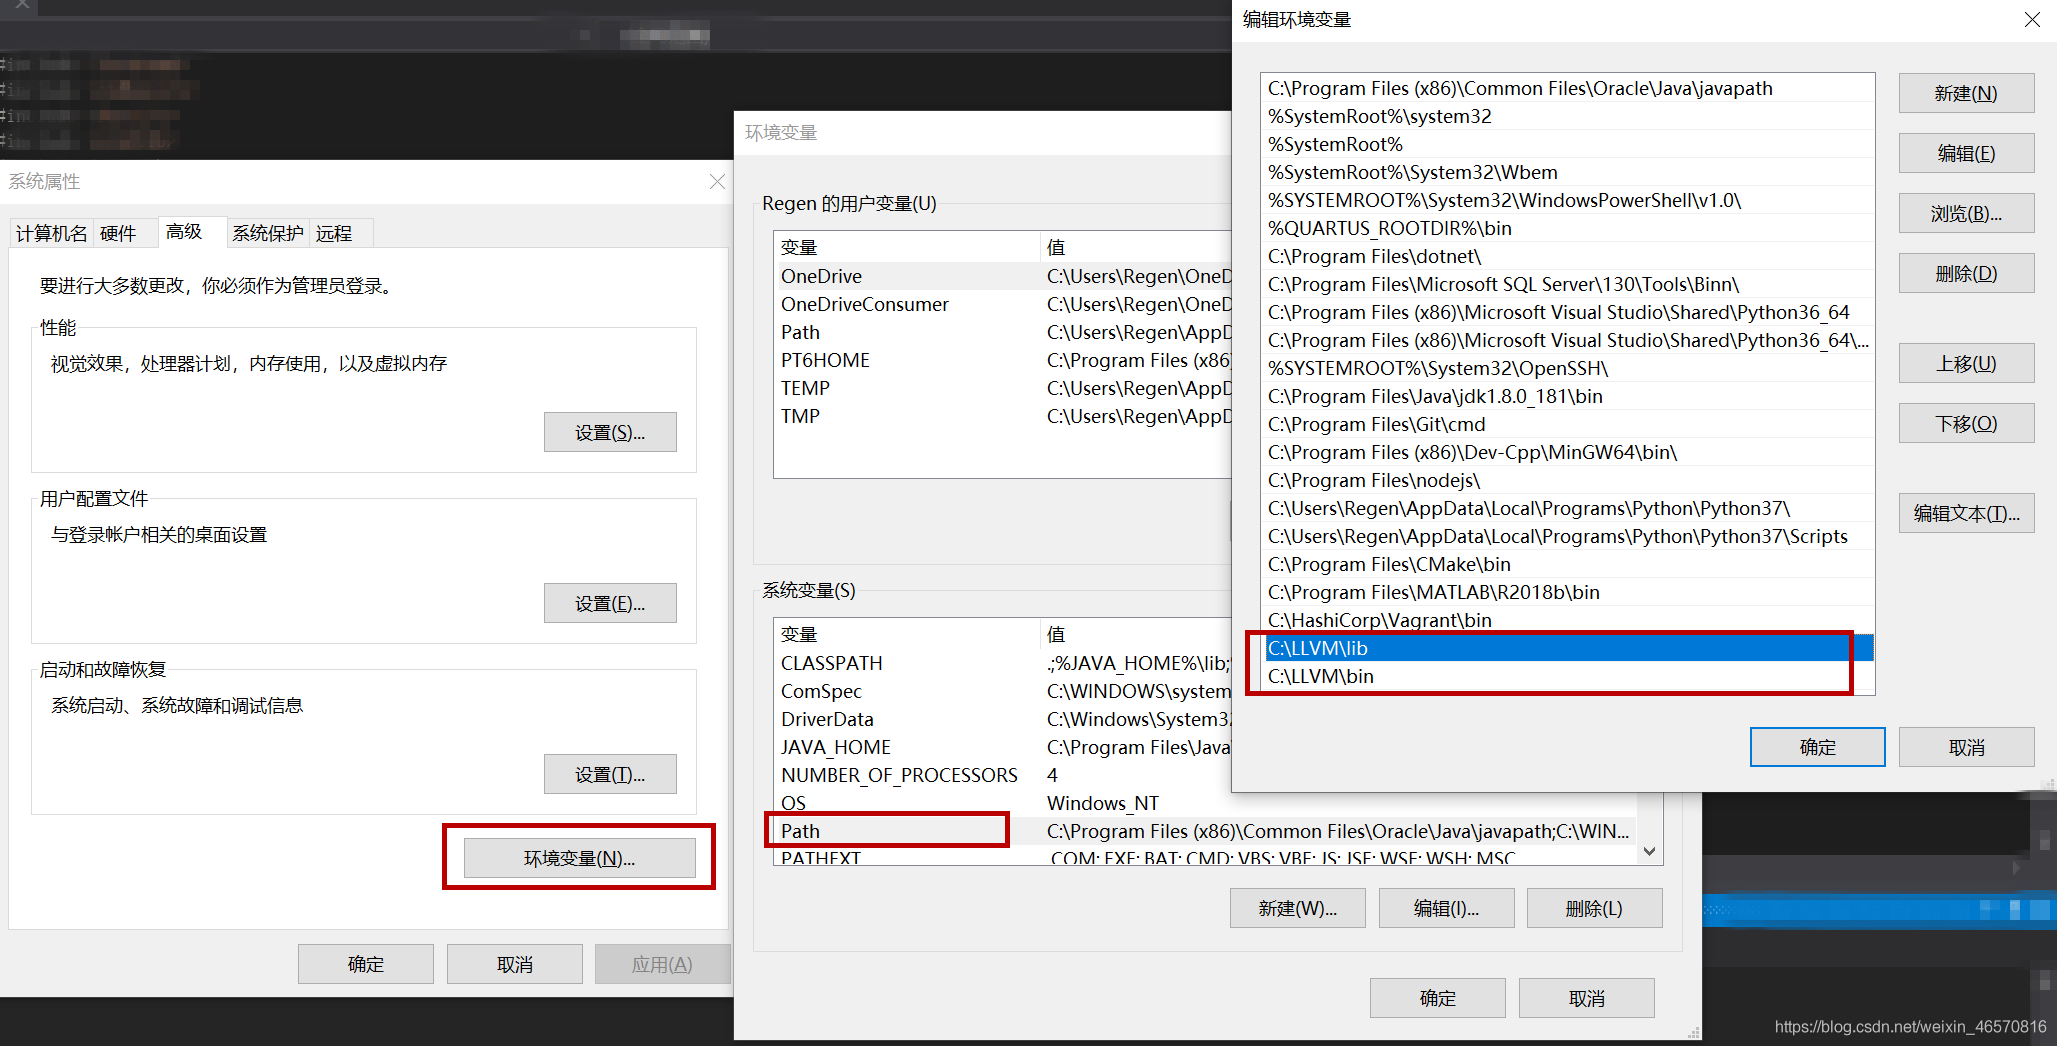 系统属性
计算机名 硬件 高级 系统保护 远程
要进行大多数更改，你必须作为管理员登录。
性能
视觉效果，处理器计划，内存使用，以及虚拟内存
设置(S)...
用户配置文件
与登录帐户相关的桌面设置
设置(E)...
启动和故障恢复
系统启动、系统故障和调试信息
设置(T)...
环境变量(N)...
确定 取消 应用(A)
环境变量
Regen 的用户变量(U)
变量 值
OneDrive C:\Users\Regen\OneD
OneDriveConsumer C:\Users\Regen\OneD
Path C:\Users\Regen\AppD
PT6HOME C:\Program Files (x86)
TEMP C:\Users\Regen\AppD
TMP C:\Users\Regen\AppD
系统变量(S)
变量 值
CLASSPATH .;%JAVA_HOME%\lib;
ComSpec C:\WINDOWS\system
DriverData C:\Windows\System32
JAVA_HOME C:\Program Files\Java
NUMBER_OF_PROCESSORS 4
OS Windows_NT
Path C:\Program Files (x86)\Common Files\Oracle\Java\javapath;C:\WIN...
PATHEXT .COM;.EXE;.BAT;.CMD;.VBS;.VBE;.JS;.JSE;.WSF;.WSH;.MSC
新建(W)... 编辑(I)... 删除(L)
确定 取消
编辑环境变量
C:\Program Files (x86)\Common Files\Oracle\Java\javapath
%SystemRoot%\system32
%SystemRoot%
%SystemRoot%\System32\Wbem
%SYSTEMROOT%\System32\WindowsPowerShell\v1.0\
%QUARTUS_ROOTDIR%\bin
C:\Program Files\dotnet\
C:\Program Files\Microsoft SQL Server\130\Tools\Binn\
C:\Program Files (x86)\Microsoft Visual Studio\Shared\Python36_64
C:\Program Files (x86)\Microsoft Visual Studio\Shared\Python36_64\...
%SYSTEMROOT%\System32\OpenSSH\
C:\Program Files\Java\jdk1.8.0_181\bin
C:\Program Files\Git\cmd
C:\Program Files (x86)\Dev-Cpp\MinGW64\bin\
C:\Program Files\nodejs\
C:\Users\Regen\AppData\Local\Programs\Python\Python37\
C:\Users\Regen\AppData\Local\Programs\Python\Python37\Scripts
C:\Program Files\CMake\bin
C:\Program Files\MATLAB\R2018b\bin
C:\HashiCorp\Vagrant\bin
C:\LLVM\lib
C:\LLVM\bin
新建(N)
编辑(E)
浏览(B)...
删除(D)
上移(U)
下移(O)
编辑文本(T)...
确定 取消
https://blog.csdn.net/weixin_46570816